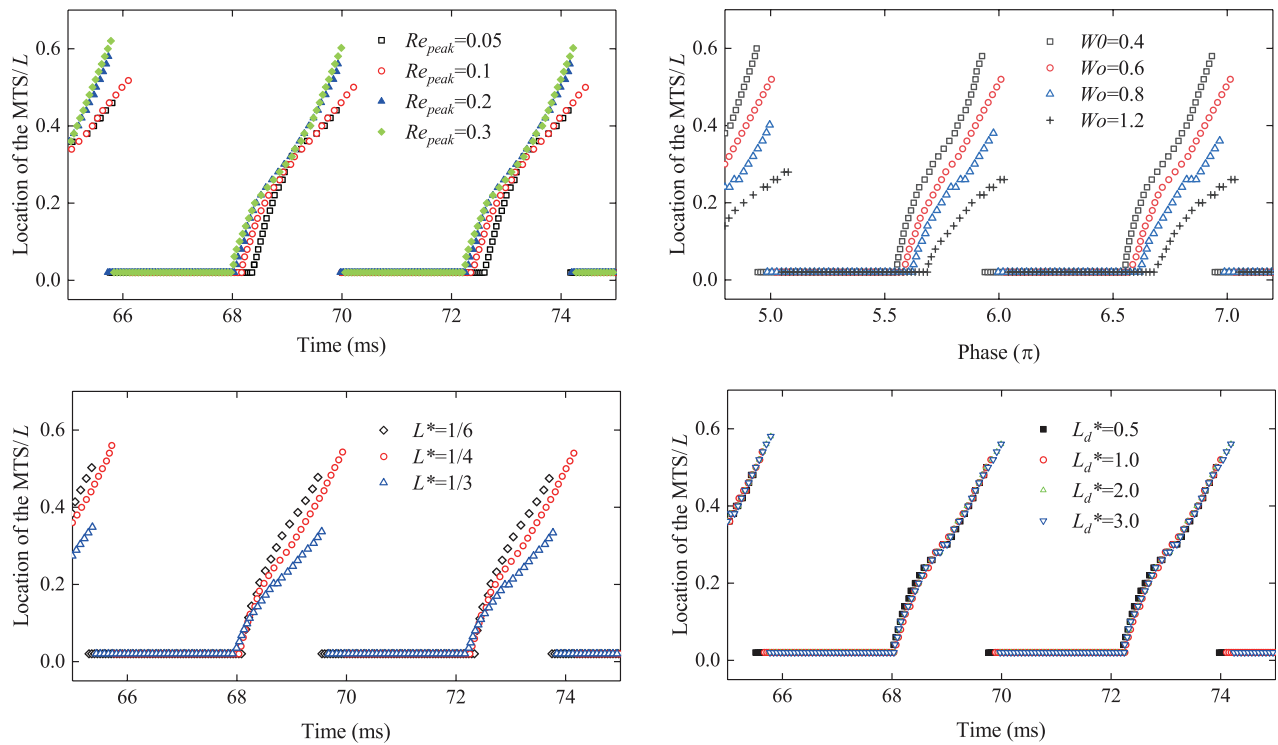 Location of the MTS/L
0.6
0.4
0.2
0.0
66
68
70
72
74
Time (ms)
Re_peak=0.05
Re_peak=0.1
Re_peak=0.2
Re_peak=0.3
Location of the MTS/L
0.6
0.4
0.2
0.0
5.0
5.5
6.0
6.5
7.0
Phase (π)
W0=0.4
Wo=0.6
Wo=0.8
Wo=1.2
Location of the MTS/L
0.6
0.4
0.2
0.0
66
68
70
72
74
Time (ms)
L*=1/6
L*=1/4
L*=1/3
Location of the MTS/L
0.6
0.4
0.2
0.0
66
68
70
72
74
Time (ms)
L_d*=0.5
L_d*=1.0
L_d*=2.0
L_d*=3.0